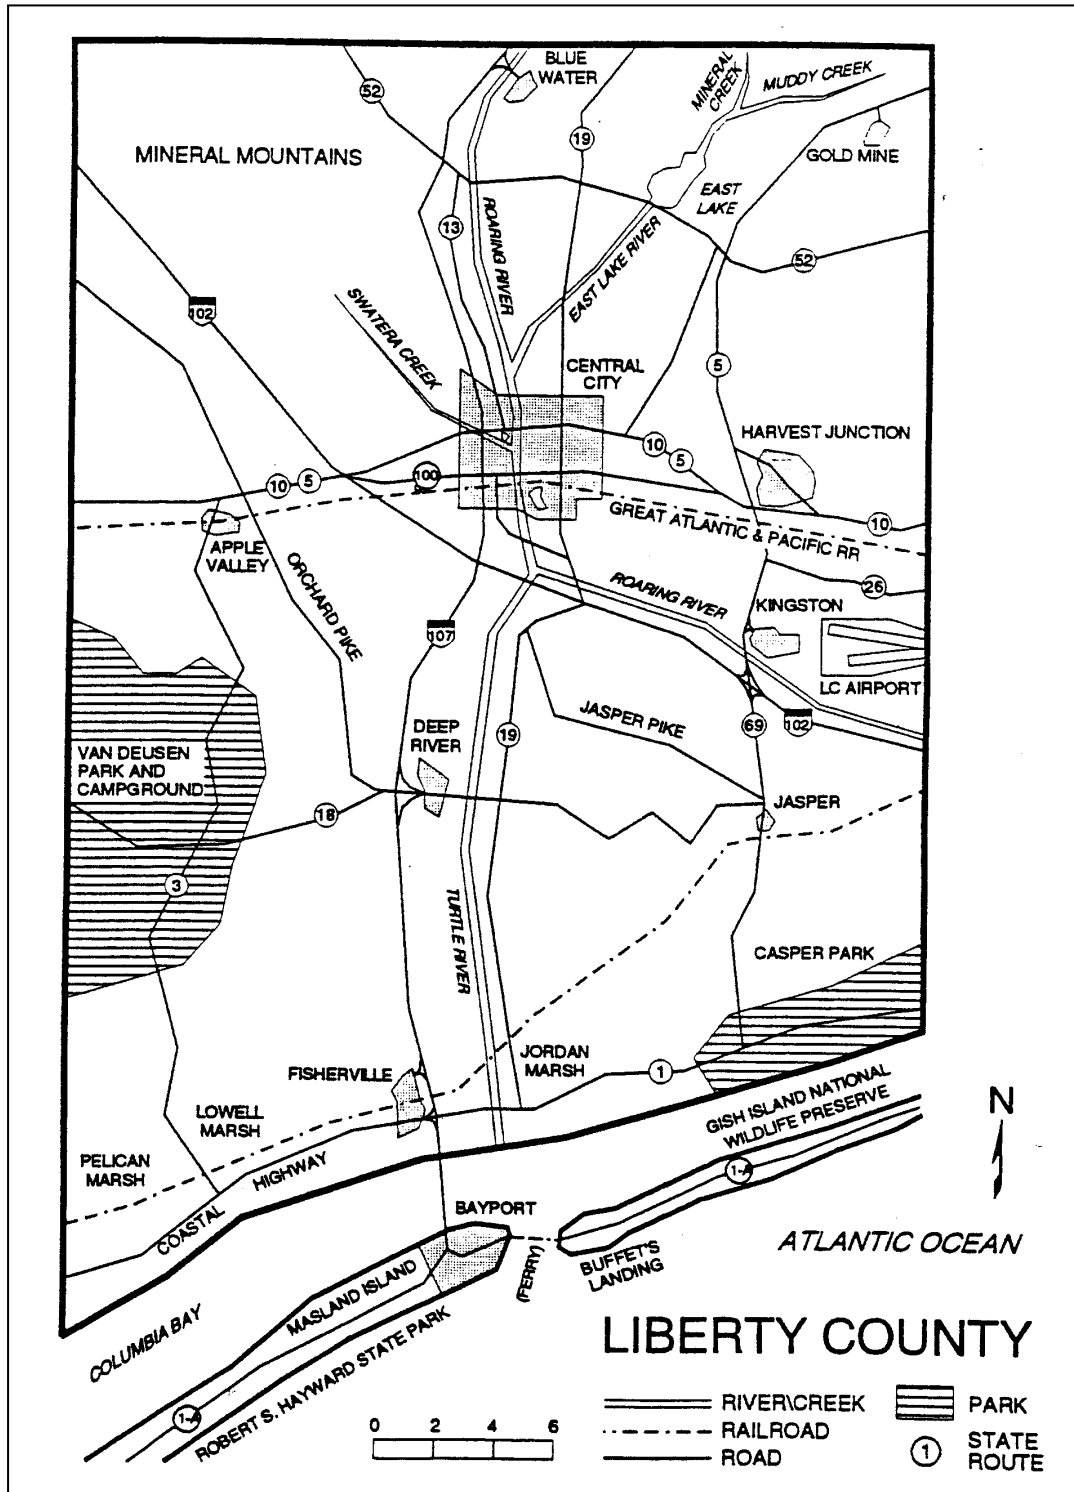 BLUE
WATER
MINERAL
CREEK
MUDDY CREEK
52
19
MINERAL MOUNTAINS
GOLD MINE
EAST
LAKE
13
ROARING RIVER
EAST LAKE RIVER
52
102
SWATERA CREEK
CENTRAL
CITY
5
HARVEST JUNCTION
10
5
100
10
5
10
GREAT ATLANTIC & PACIFIC RR
APPLE
VALLEY
ORCHARD PIKE
ROARING RIVER
26
KINGSTON
107
LC AIRPORT
JASPER PIKE
69
102
DEEP
RIVER
19
VAN DEUSEN
PARK AND
CAMPGROUND
18
JASPER
3
TURTLE RIVER
CASPER PARK
JORDAN
MARSH
1
FISHERVILLE
LOWELL
MARSH
PELICAN
MARSH
COASTAL
HIGHWAY
GISH ISLAND NATIONAL
WILDLIFE PRESERVE
N
1-A
BAYPORT
(FERRY)
BUFFET'S
LANDING
ATLANTIC OCEAN
COLUMBIA BAY
MASLAND ISLAND
ROBERT S. HAYWARD STATE PARK
1-A
LIBERTY COUNTY
0 2 4 6
RIVER\CREEK
RAILROAD
ROAD
PARK
1
STATE
ROUTE